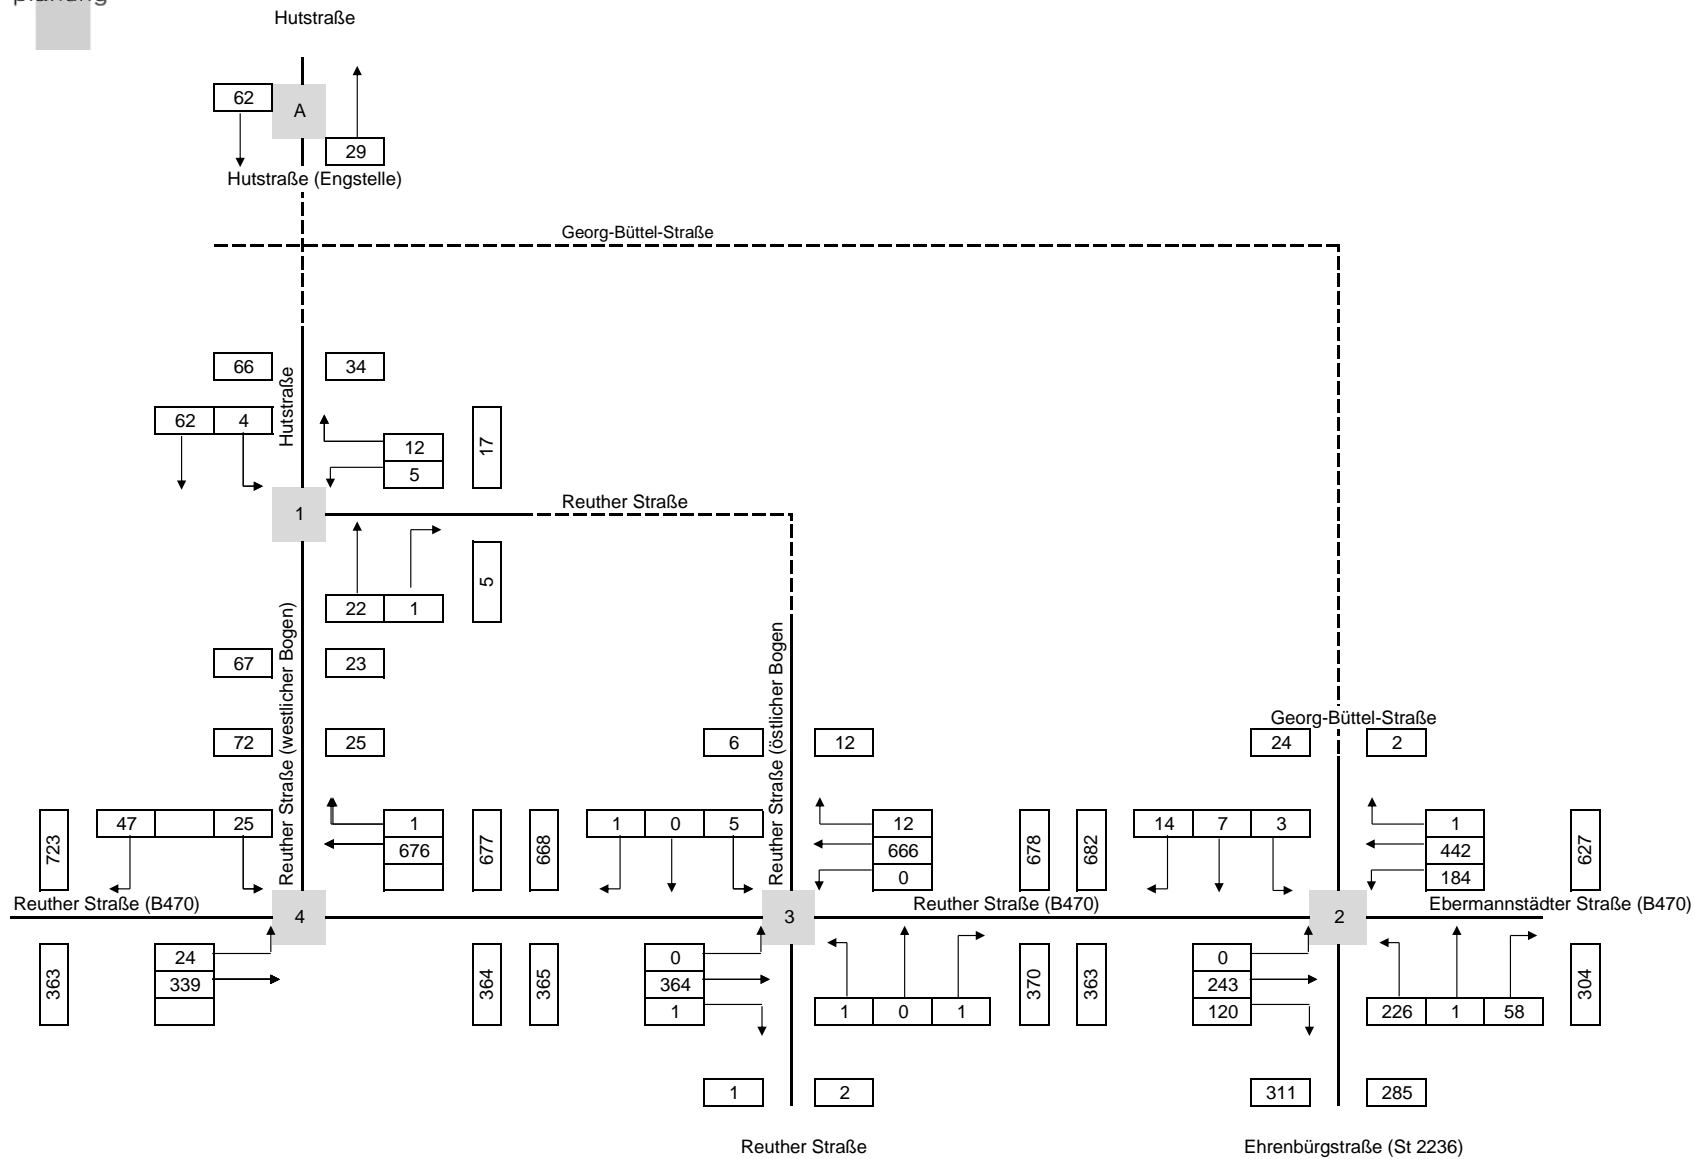 planung
Hutstraße
62
A
29
Hutstraße (Engstelle)
Georg-Büttel-Straße
66
34
Hutstraße
62 4
12
5
17
1
Reuther Straße
22 1
5
Reuther Straße (westlicher Bogen)
67
23
72
25
Reuther Straße (östlicher Bogen
6
12
Georg-Büttel-Straße
24
2
723
47 25
1
676
677
668
1 0 5
12
666
0
678
682
14 7 3
1
442
184
627
Reuther Straße (B470)
4
3
Reuther Straße (B470)
2
Ebermannstädter Straße (B470)
363
24
339
364
365
0
364
1
1 0 1
370
363
0
243
120
226 1 58
304
1
2
311
285
Reuther Straße
Ehrenbürgstraße (St 2236)